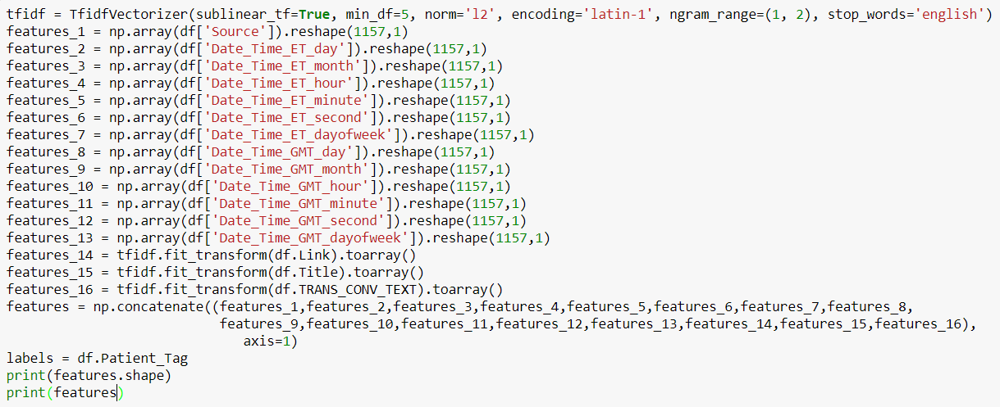 tfidf = TfidfVectorizer(sublinear_tf=True, min_df=5, norm='l2', encoding='latin-1', ngram_range=(1, 2), stop_words='english')
features_1 = np.array(df['Source']).reshape(1157,1)
features_2 = np.array(df['Date_Time_ET_day']).reshape(1157,1)
features_3 = np.array(df['Date_Time_ET_month']).reshape(1157,1)
features_4 = np.array(df['Date_Time_ET_hour']).reshape(1157,1)
features_5 = np.array(df['Date_Time_ET_minute']).reshape(1157,1)
features_6 = np.array(df['Date_Time_ET_second']).reshape(1157,1)
features_7 = np.array(df['Date_Time_ET_dayofweek']).reshape(1157,1)
features_8 = np.array(df['Date_Time_GMT_day']).reshape(1157,1)
features_9 = np.array(df['Date_Time_GMT_month']).reshape(1157,1)
features_10 = np.array(df['Date_Time_GMT_hour']).reshape(1157,1)
features_11 = np.array(df['Date_Time_GMT_minute']).reshape(1157,1)
features_12 = np.array(df['Date_Time_GMT_second']).reshape(1157,1)
features_13 = np.array(df['Date_Time_GMT_dayofweek']).reshape(1157,1)
features_14 = tfidf.fit_transform(df.Link).toarray()
features_15 = tfidf.fit_transform(df.Title).toarray()
features_16 = tfidf.fit_transform(df.TRANS_CONV_TEXT).toarray()
features = np.concatenate((features_1,features_2,features_3,features_4,features_5,features_6,features_7,features_8,
                           features_9,features_10,features_11,features_12,features_13,features_14,features_15,features_16),
                              axis=1)
labels = df.Patient_Tag
print(features.shape)
print(features)